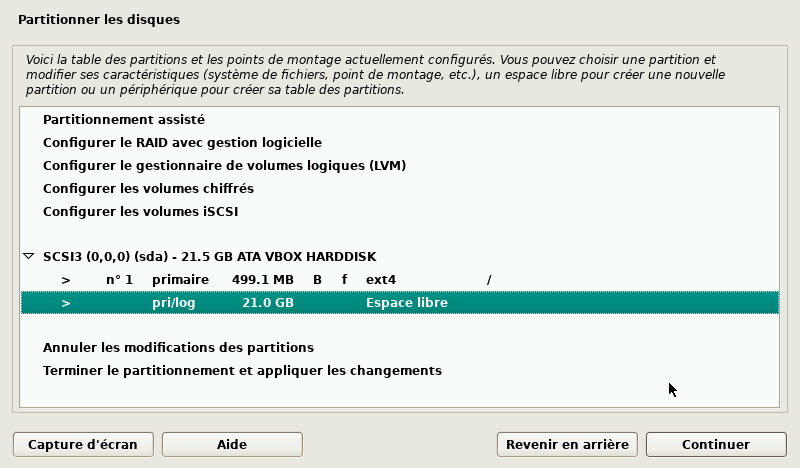 Partitionner les disques
Voici la table des partitions et les points de montage actuellement configurés. Vous pouvez choisir une partition et
modifier ses caractéristiques (système de fichiers, point de montage, etc.), un espace libre pour créer une nouvelle
partition ou un périphérique pour créer sa table des partitions.
Partitionnement assisté
Configurer le RAID avec gestion logicielle
Configurer le gestionnaire de volumes logiques (LVM)
Configurer les volumes chiffrés
Configurer les volumes iSCSI
SCSI3 (0,0,0) (sda) - 21.5 GB ATA VBOX HARDDISK
> n° 1 primaire 499.1 MB B f ext4 /
> pri/log 21.0 GB Espace libre
Annuler les modifications des partitions
Terminer le partitionnement et appliquer les changements
Capture d'écran Aide Revenir en arrière Continuer